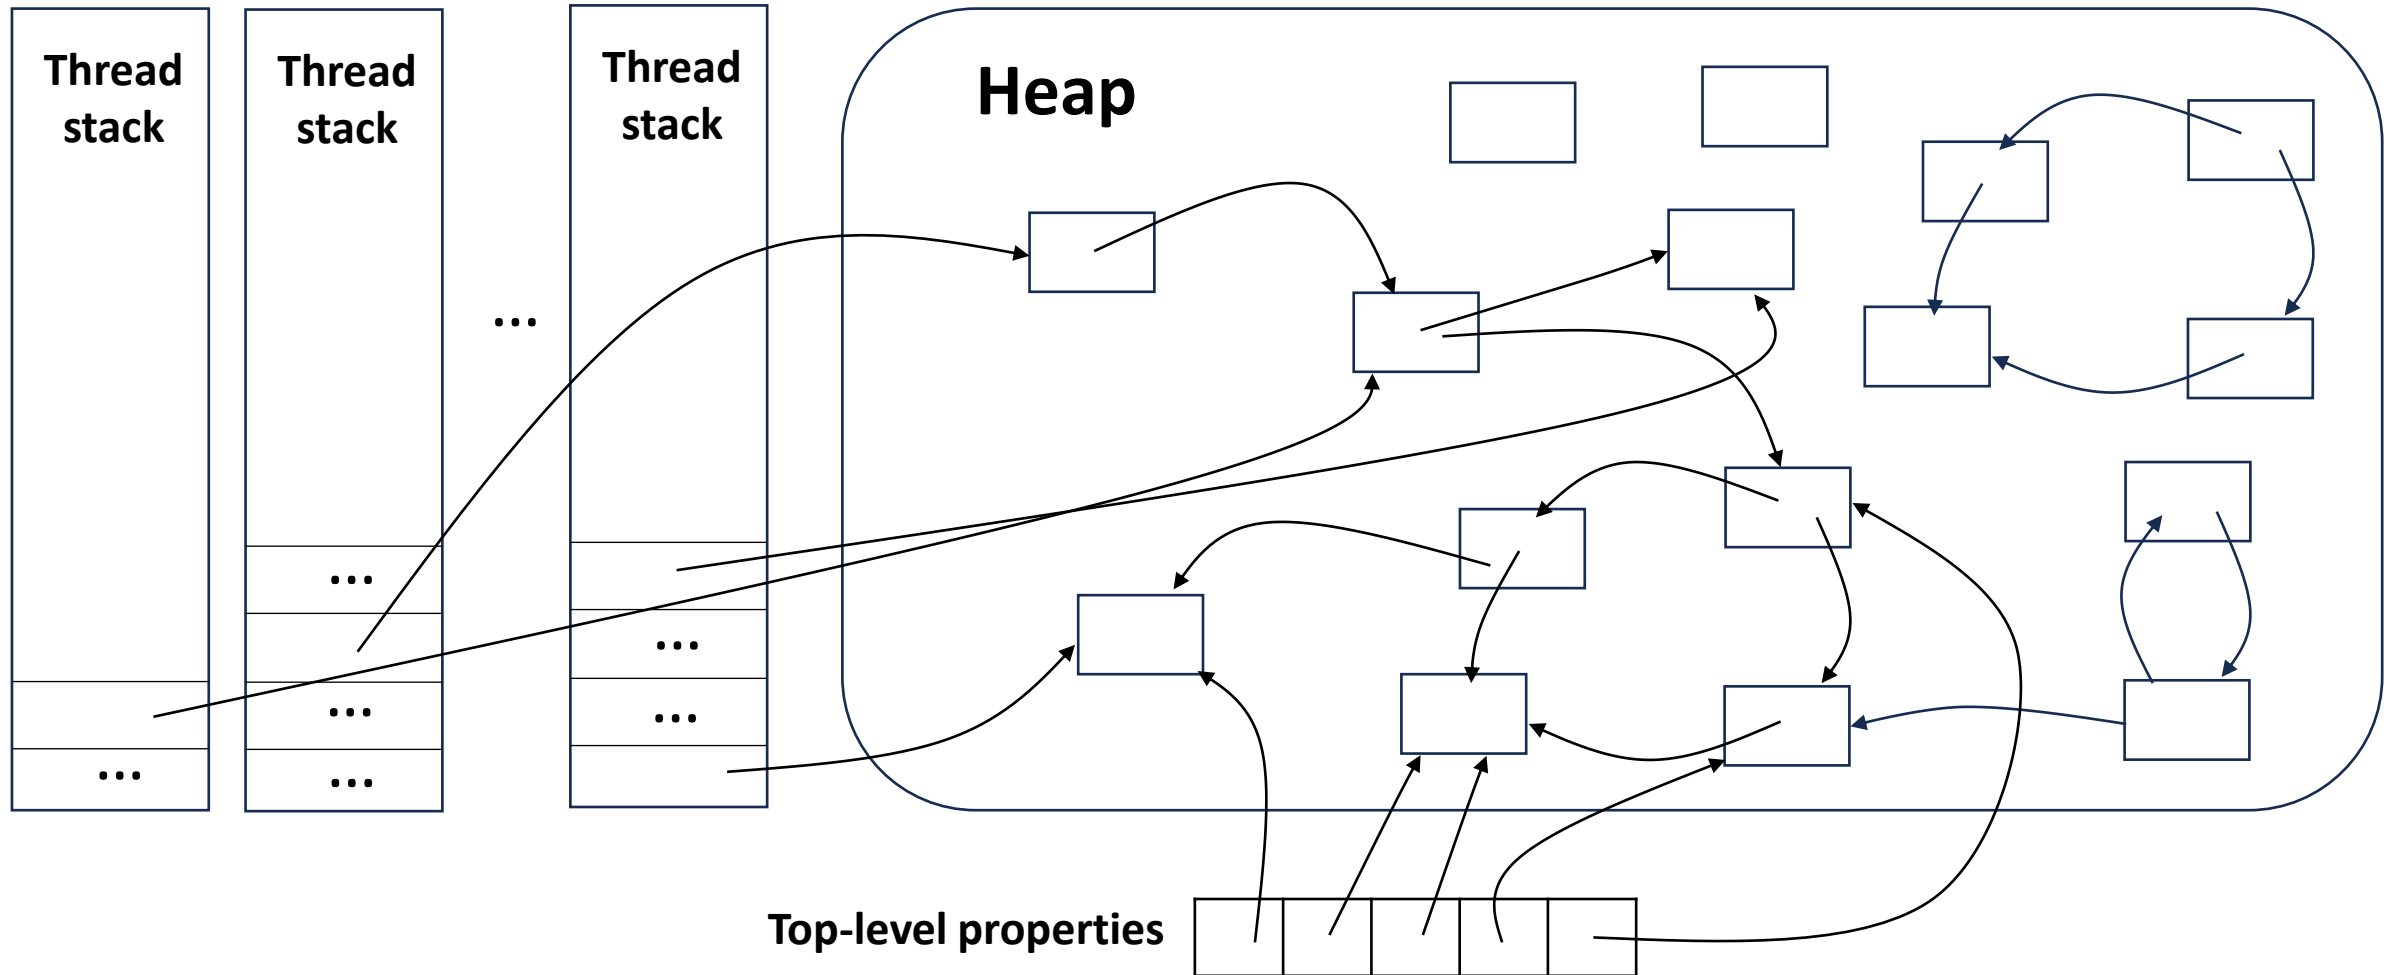 Thread
stack
Thread
stack
...
Thread
stack
Heap
...
...
...
...
...
...
Top-level properties